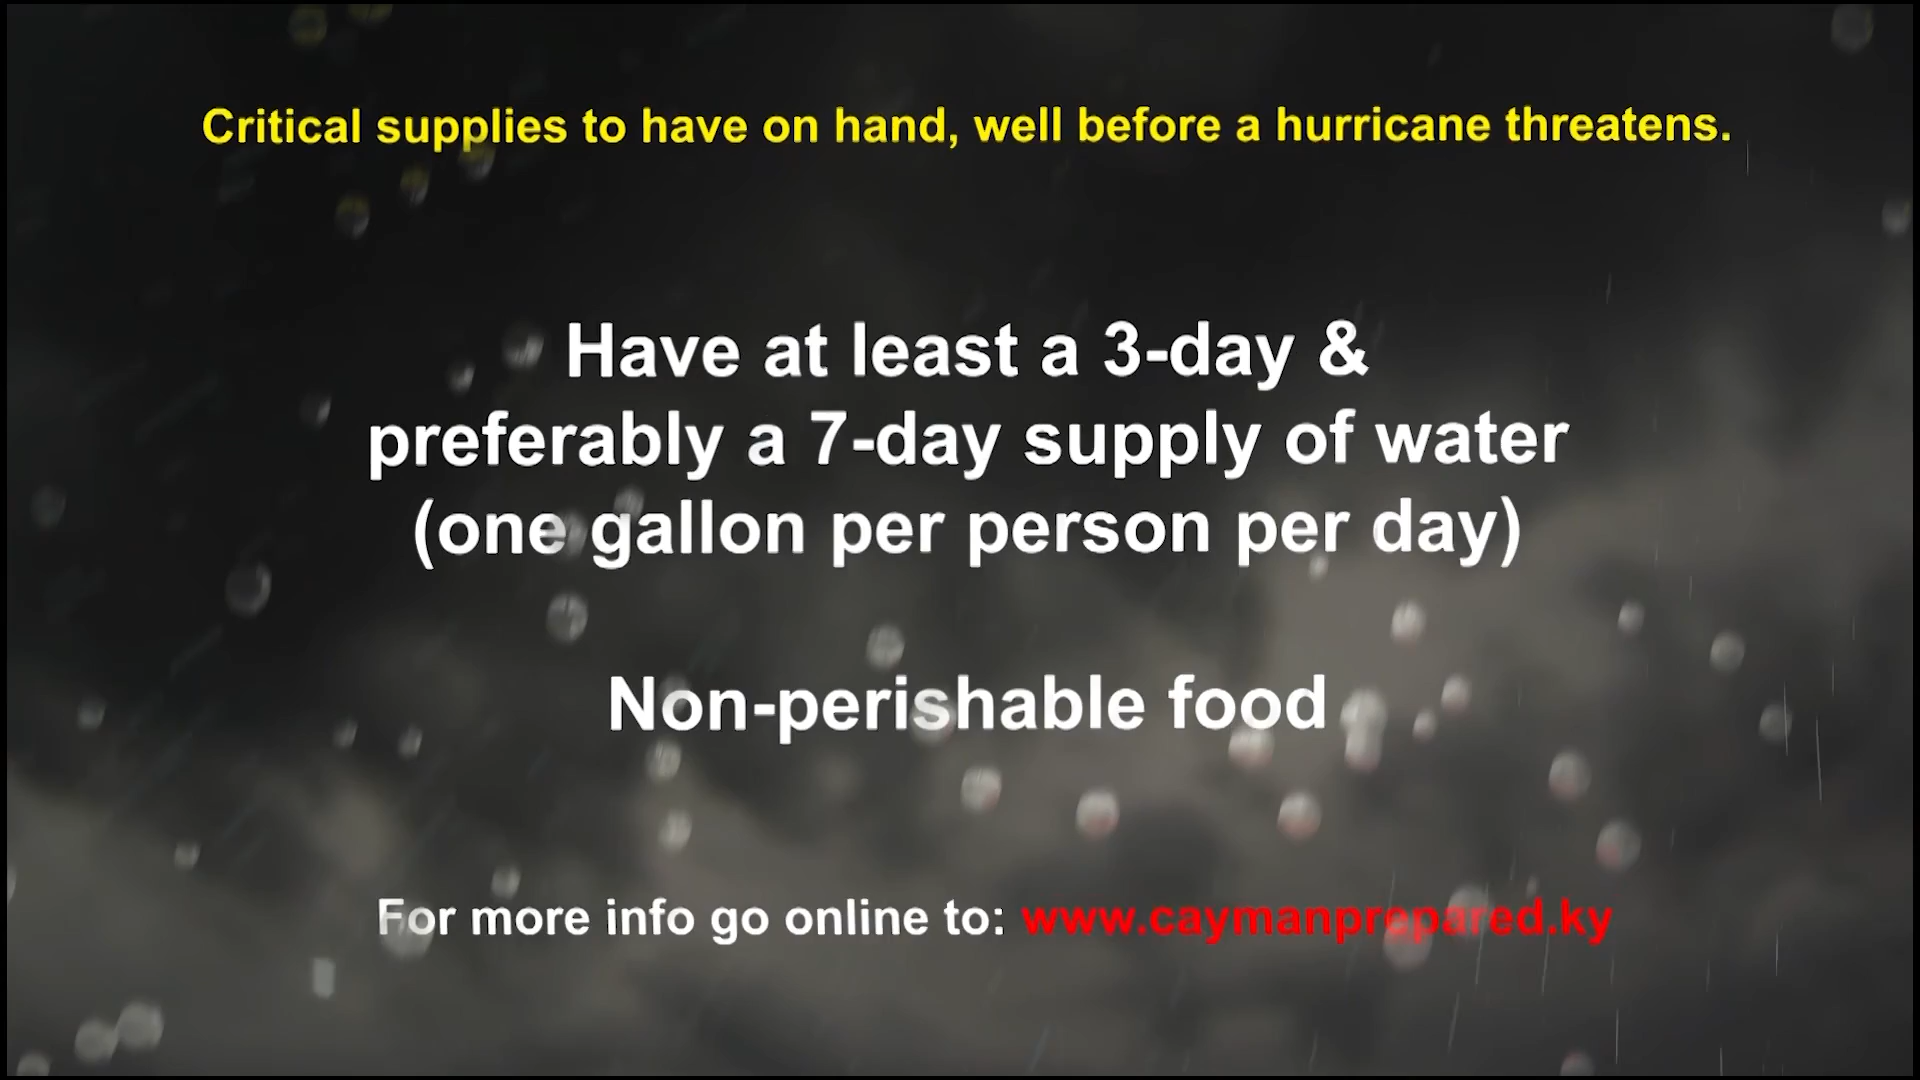 Critical supplies to have on hand, well before a hurricane threatens.
Have at least a 3-day &
preferably a 7-day supply of water
(one gallon per person per day)
Non-perishable food
For more info go online to: www.caymanprepared.ky